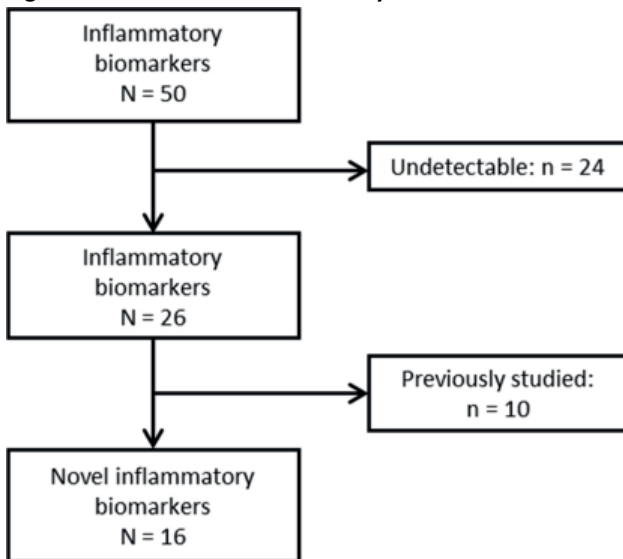 Inflammatory
biomarkers
N = 50
Undetectable: n = 24
Inflammatory
biomarkers
N = 26
Previously studied:
n = 10
Novel inflammatory
biomarkers
N = 16